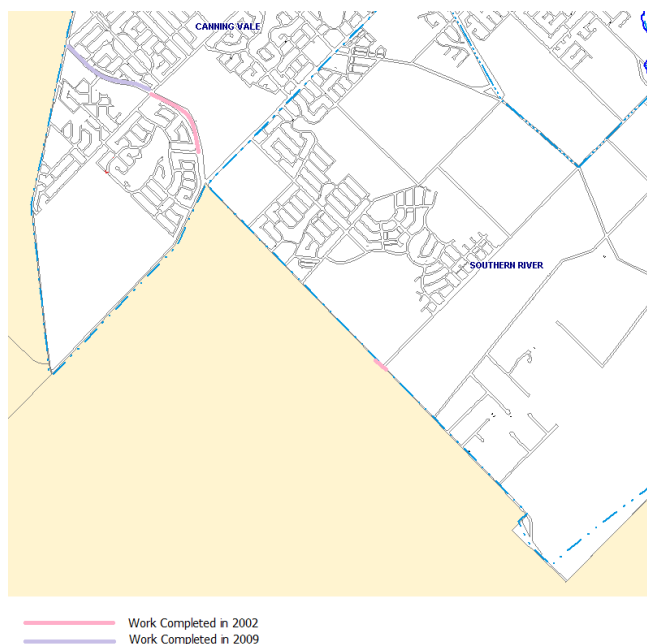 CANNING VALE
SOUTHERN RIVER
Work Completed in 2002
Work Completed in 2009